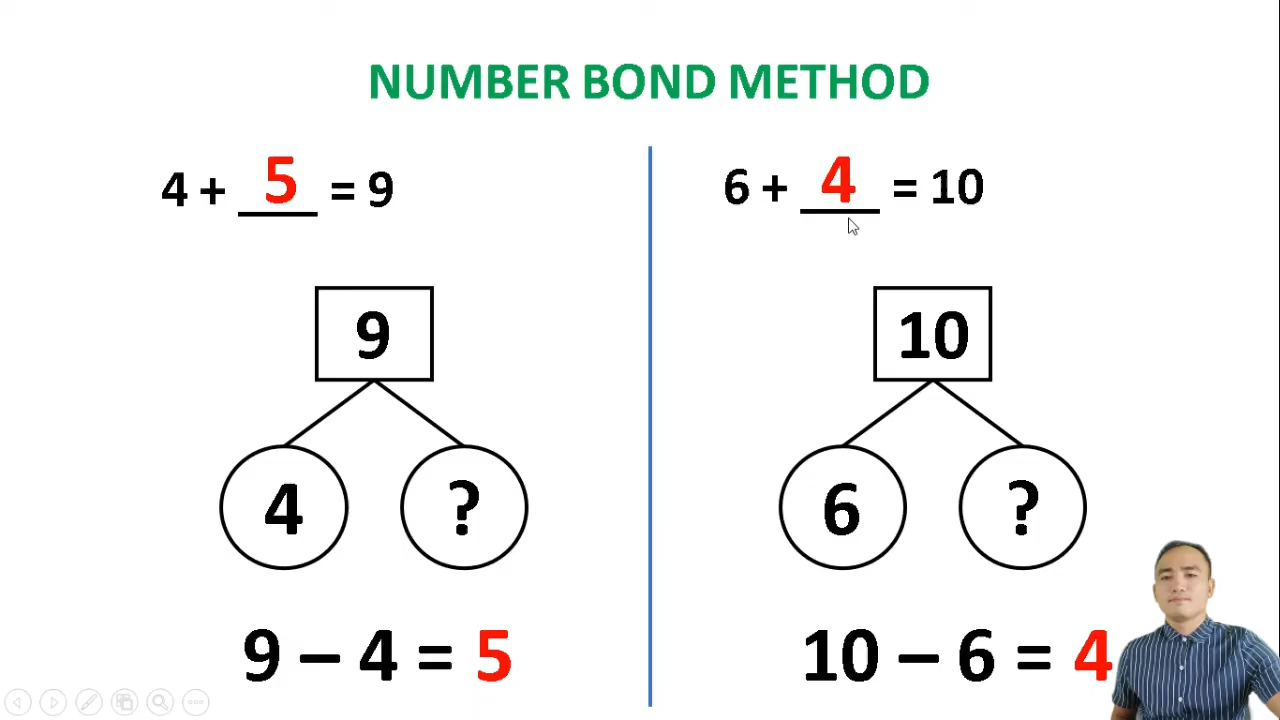 NUMBER BOND METHOD
4 + 5 = 9
9
4 ?
9 – 4 = 5
6 + 4 = 10
10
6 ?
10 – 6 = 4